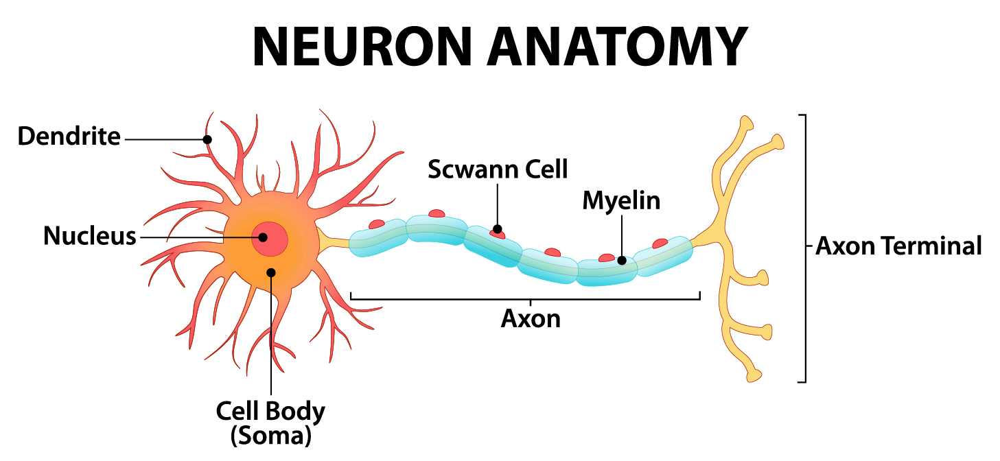 NEURON ANATOMY
Dendrite
Scwann Cell
Myelin
Nucleus
Axon Terminal
Axon
Cell Body
(Soma)